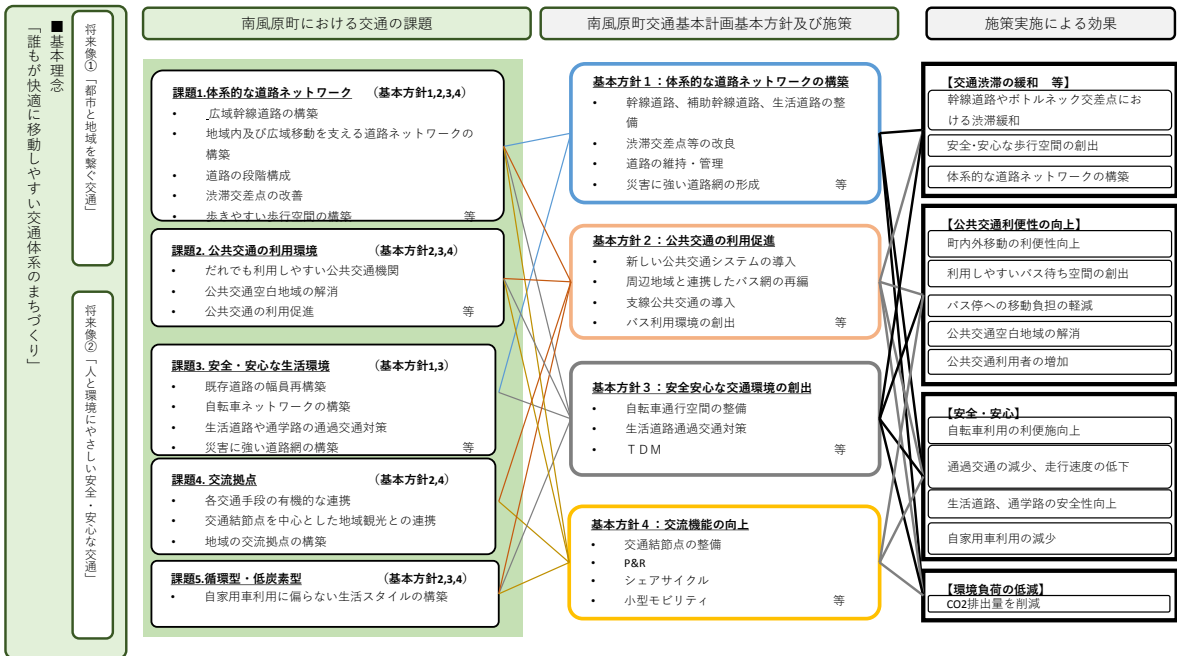 ■基本理念
「誰もが快適に移動しやすい交通体系のまちづくり」
将来像①「都市と地域を繋ぐ交通」
将来像②「人と環境にやさしい安全・安心な交通」
南風原町における交通の課題
課題1.体系的な道路ネットワーク （基本方針1,2,3,4）
• 広域幹線道路の構築
• 地域内及び広域移動を支える道路ネットワークの
構築
• 道路の段階構成
• 渋滞交差点の改善
• 歩きやすい歩行空間の構築 等
課題2. 公共交通の利用環境 （基本方針2,3,4）
• だれでも利用しやすい公共交通機関
• 公共交通空白地域の解消
• 公共交通の利用促進 等
課題3. 安全・安心な生活環境 （基本方針1,3）
• 既存道路の幅員再構築
• 自転車ネットワークの構築
• 生活道路や通学路の通過交通対策
• 災害に強い道路網の構築 等
課題4. 交流拠点 （基本方針2,4）
• 各交通手段の有機的な連携
• 交通結節点を中心とした地域観光との連携
• 地域の交流拠点の構築
課題5.循環型・低炭素型 （基本方針2,3,4）
• 自家用車利用に偏らない生活スタイルの構築
南風原町交通基本計画基本方針及び施策
基本方針１：体系的な道路ネットワークの構築
• 幹線道路、補助幹線道路、生活道路の整
備
• 渋滞交差点等の改良
• 道路の維持・管理
• 災害に強い道路網の形成 等
基本方針２：公共交通の利用促進
• 新しい公共交通システムの導入
• 周辺地域と連携したバス網の再編
• 支線公共交通の導入
• バス利用環境の創出 等
基本方針３：安全安心な交通環境の創出
• 自転車通行空間の整備
• 生活道路通過交通対策
• ＴＤＭ 等
基本方針４：交流機能の向上
• 交通結節点の整備
• P&R
• シェアサイクル
• 小型モビリティ 等
施策実施による効果
【交通渋滞の緩和 等】
幹線道路やボトルネック交差点にお
ける渋滞緩和
安全・安心な歩行空間の創出
体系的な道路ネットワークの構築
【公共交通利便性の向上】
町内外移動の利便性向上
利用しやすいバス待ち空間の創出
バス停への移動負担の軽減
公共交通空白地域の解消
公共交通利用者の増加
【安全・安心】
自転車利用の利便施向上
通過交通の減少、走行速度の低下
生活道路、通学路の安全性向上
自家用車利用の減少
【環境負荷の低減】
CO2排出量を削減